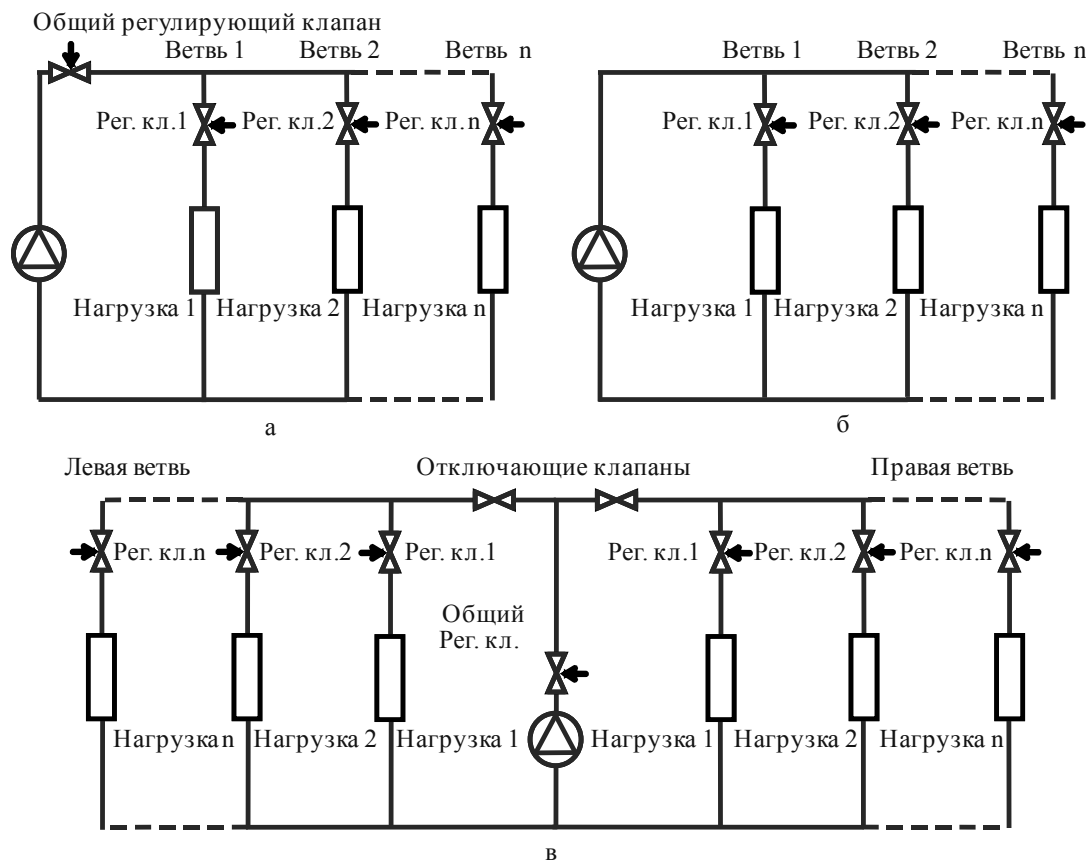 Общий регулирующий клапан
Ветвь 1
Ветвь 2
Ветвь n
Рег. кл.1
Рег. кл.2
Рег. кл.n
Нагрузка 1
Нагрузка 2
Нагрузка n
а
Ветвь 1
Ветвь 2
Ветвь n
Рег. кл.1
Рег. кл.2
Рег. кл.n
Нагрузка 1
Нагрузка 2
Нагрузка n
б
Левая ветвь
Отключающие клапаны
Правая ветвь
Рег. кл.n
Рег. кл.2
Рег. кл.1
Рег. кл.1
Рег. кл.2
Рег. кл.n
Общий
Рег. кл.
Нагрузка n
Нагрузка 2
Нагрузка 1
Нагрузка 1
Нагрузка 2
Нагрузка n
в